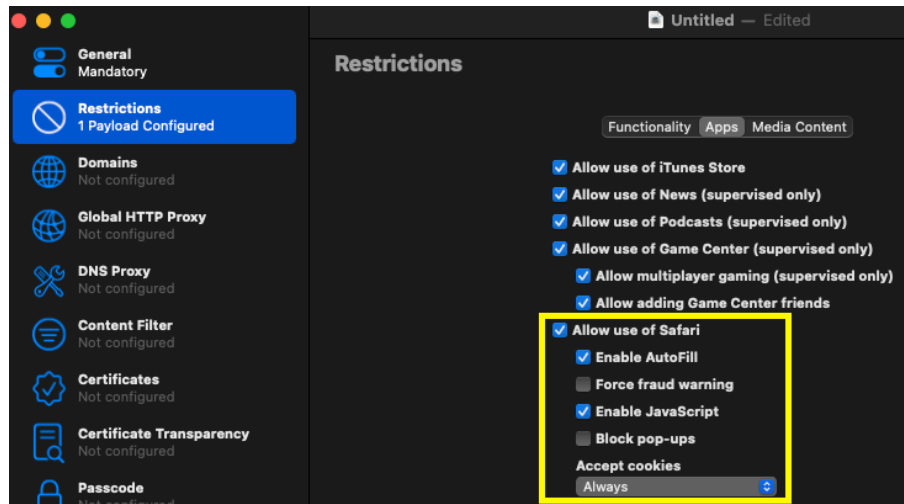 Untitled — Edited
General
Mandatory
Restrictions
1 Payload Configured
Domains
Not configured
Global HTTP Proxy
Not configured
DNS Proxy
Not configured
Content Filter
Not configured
Certificates
Not configured
Certificate Transparency
Not configured
Passcode
Not configured
Restrictions
Functionality Apps Media Content
Allow use of iTunes Store
Allow use of News (supervised only)
Allow use of Podcasts (supervised only)
Allow use of Game Center (supervised only)
Allow multiplayer gaming (supervised only)
Allow adding Game Center friends
Allow use of Safari
Enable AutoFill
Force fraud warning
Enable JavaScript
Block pop-ups
Accept cookies
Always